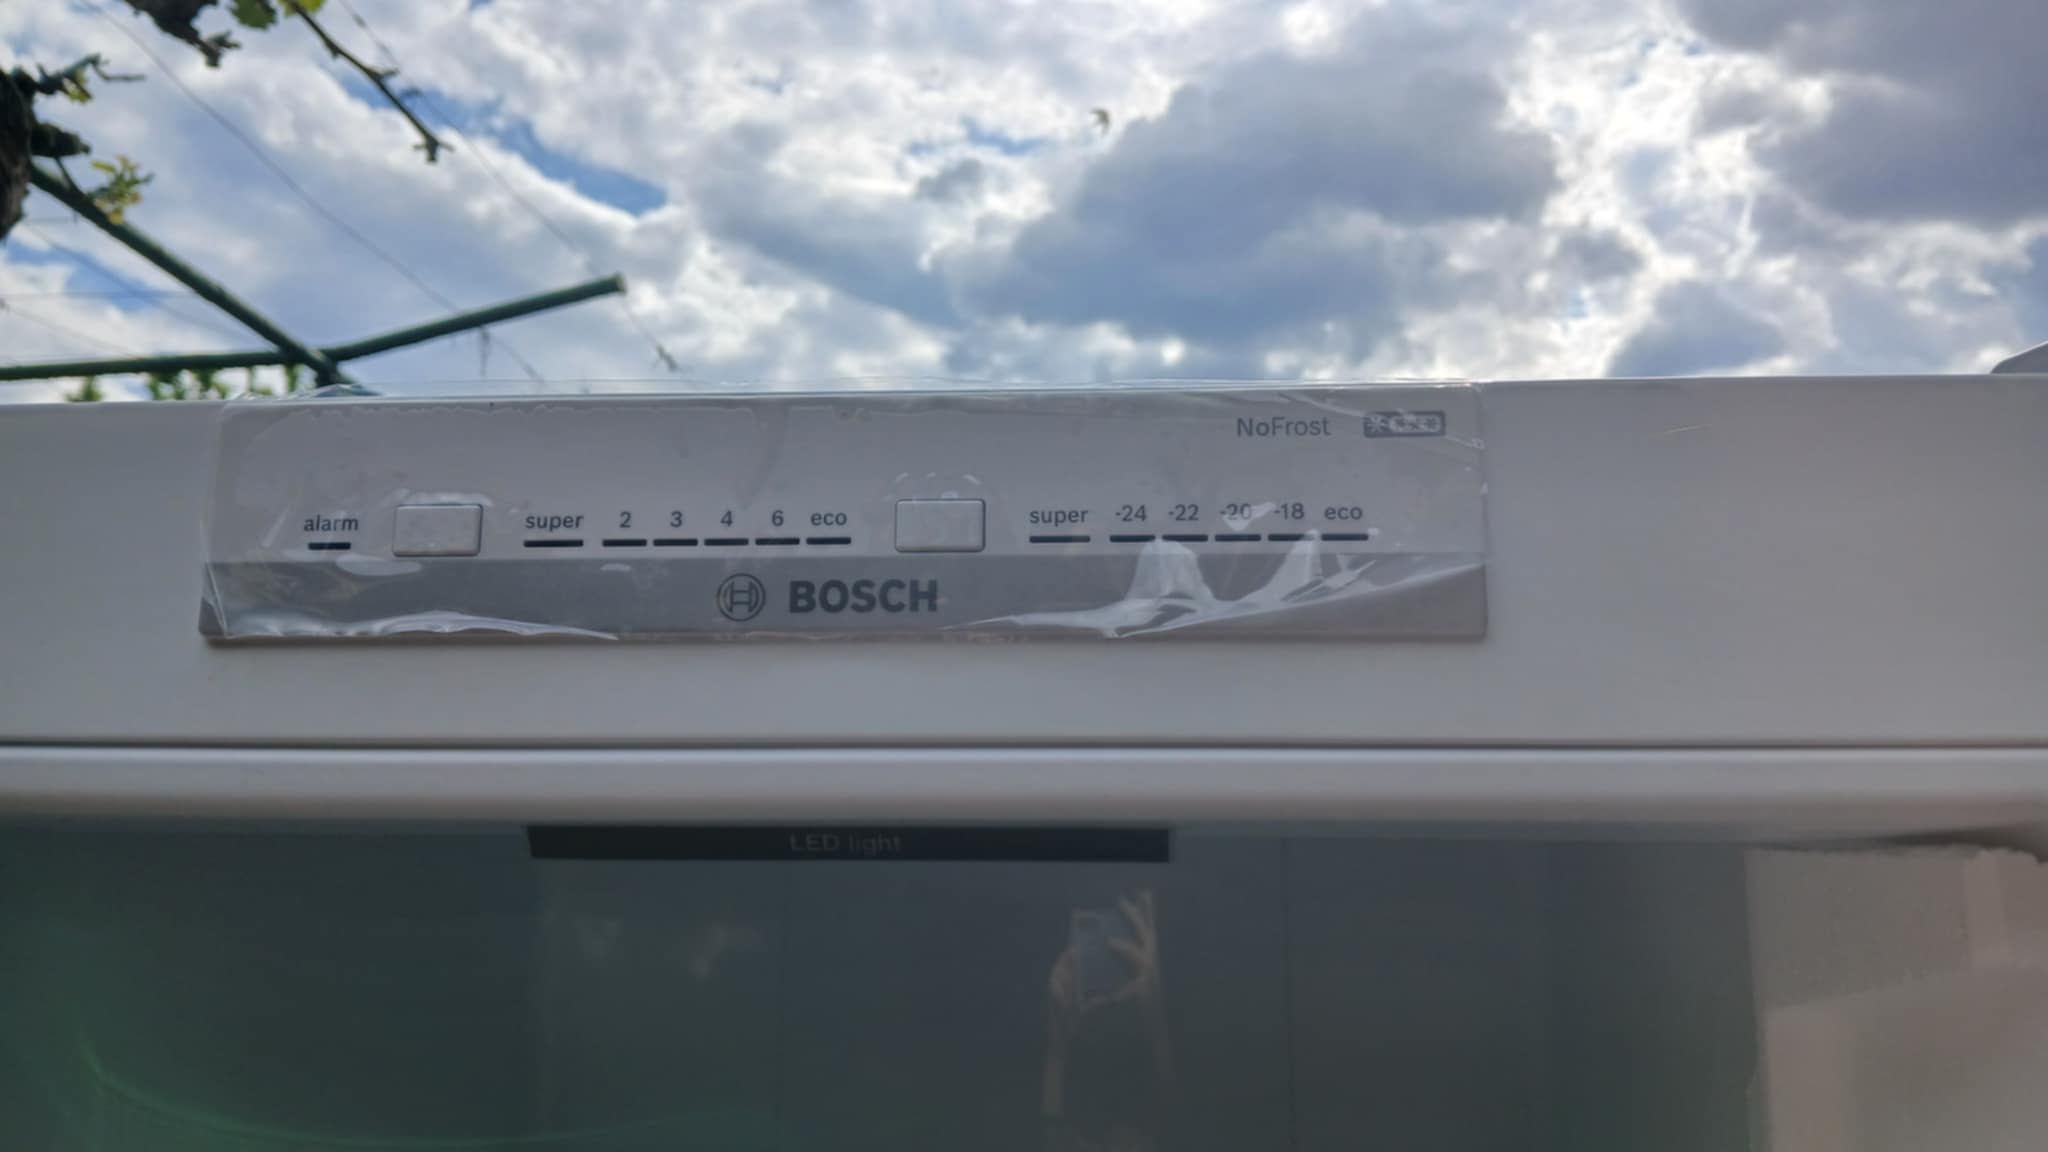 NoFrost
alarm super 2 3 4 6 eco super -24 -22 -20 -18 eco
BOSCH
LED light